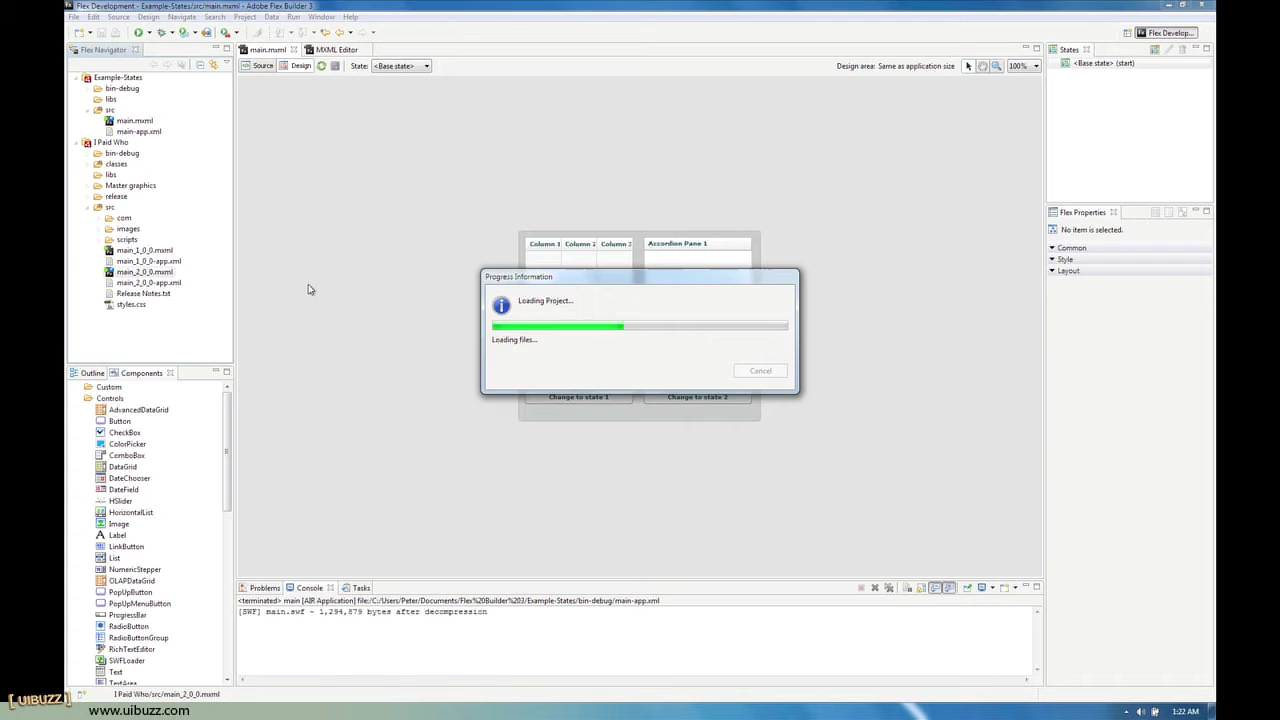 Flex Development - Example-States/src/main.mxml - Adobe Flex Builder 3
File Edit Source Design Navigate Search Project Data Run Window Help
Flex Develop...
Flex Navigator
main.mxml
MXML Editor
States
Source
Design
State:
<Base state>
Design area: Same as application size
100%
<Base state> (start)
Example-States
bin-debug
libs
src
main.mxml
main-app.xml
I Paid Who
bin-debug
classes
libs
Master graphics
release
src
com
images
scripts
main_1_0_0.mxml
main_1_0_0-app.xml
main_2_0_0.mxml
main_2_0_0-app.xml
Release Notes.txt
styles.css
Column 1
Column 2
Column 3
Accordion Pane 1
Progress Information
Loading Project...
Loading files...
Cancel
Change to state 1
Change to state 2
Flex Properties
No item is selected.
Common
Style
Layout
Outline
Components
Custom
Controls
AdvancedDataGrid
Button
CheckBox
ColorPicker
ComboBox
DataGrid
DateChooser
DateField
HSlider
HorizontalList
Image
Label
LinkButton
List
NumericStepper
OLAPDataGrid
PopUpButton
PopUpMenuButton
ProgressBar
RadioButton
RadioButtonGroup
RichTextEditor
SWFLoader
Text
TextArea
Problems
Console
Tasks
<terminated> main [AIR Application] file:/C:/Users/Peter/Documents/Flex%20Builder%203/Example-States/bin-debug/main-app.xml
[SWF] main.swf - 1,294,879 bytes after decompression
I Paid Who/src/main_2_0_0.mxml
[ UIBUZZ ]
www.uibuzz.com
1:22 AM